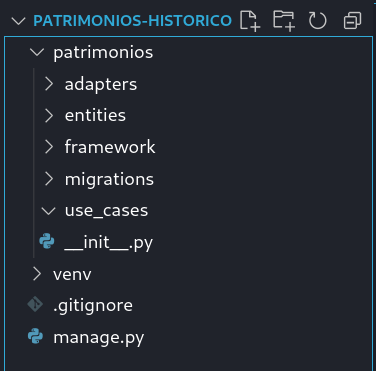 PATRIMONIOS-HISTORICO
patrimonios
adapters
entities
framework
migrations
use_cases
__init__.py
venv
.gitignore
manage.py